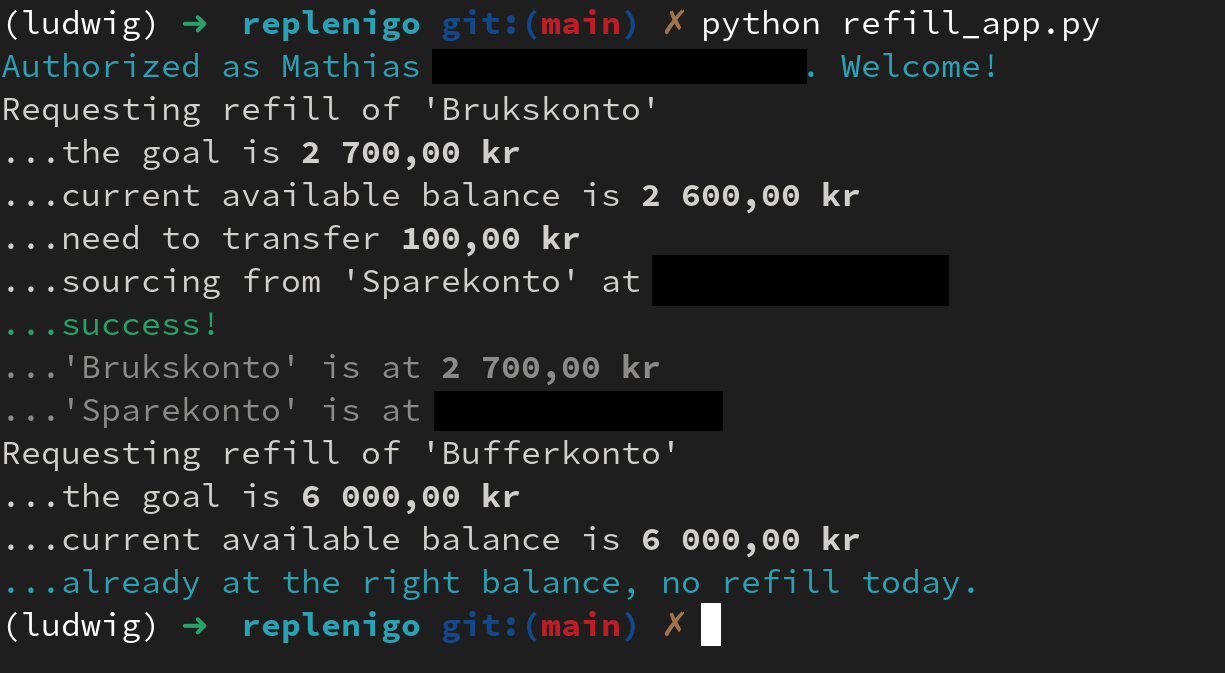 (ludwig) ➜  replenigo git:(main) ✗ python refill_app.py
Authorized as Mathias . Welcome!
Requesting refill of 'Brukskonto'
...the goal is 2 700,00 kr
...current available balance is 2 600,00 kr
...need to transfer 100,00 kr
...sourcing from 'Sparekonto' at
...success!
...'Brukskonto' is at 2 700,00 kr
...'Sparekonto' is at
Requesting refill of 'Bufferkonto'
...the goal is 6 000,00 kr
...current available balance is 6 000,00 kr
...already at the right balance, no refill today.
(ludwig) ➜  replenigo git:(main) ✗